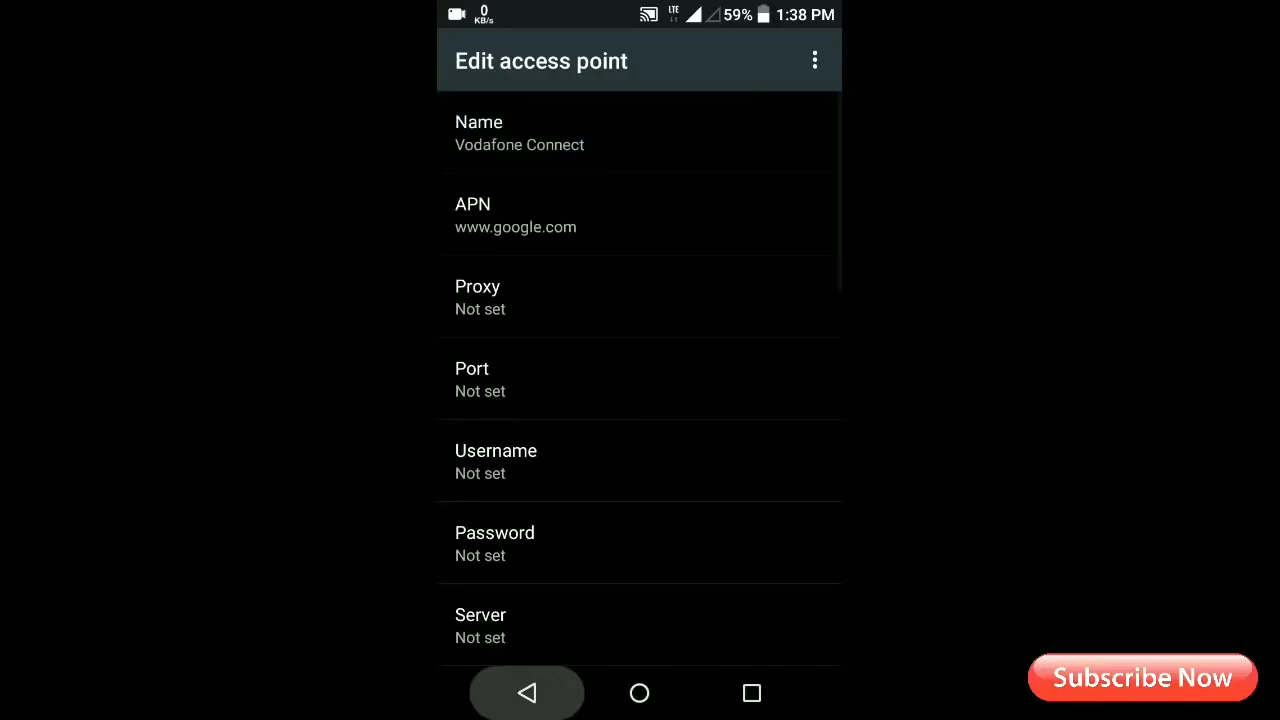 0
KB/s
LTE
59%
1:38 PM
Edit access point
Name
Vodafone Connect
APN
www.google.com
Proxy
Not set
Port
Not set
Username
Not set
Password
Not set
Server
Not set
Subscribe Now